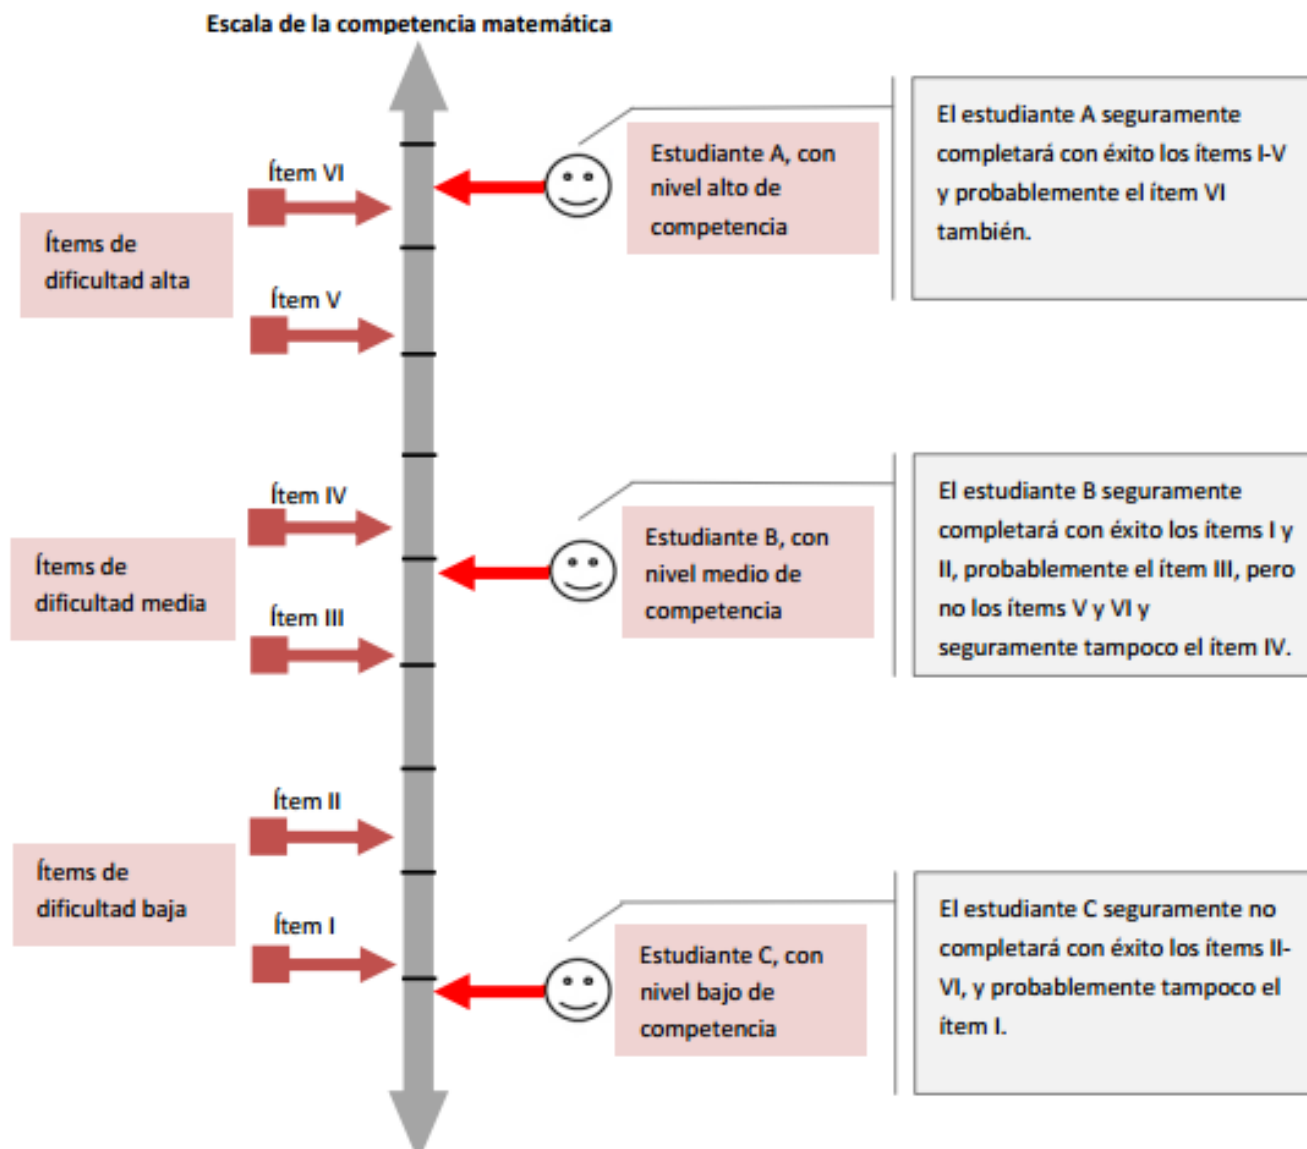 Escala de la competencia matemática
Ítem VI
Ítems de
dificultad alta
Ítem V
Estudiante A, con
nivel alto de
competencia
El estudiante A seguramente
completará con éxito los ítems I-V
y probablemente el ítem VI
también.
Ítem IV
Ítems de
dificultad media
Ítem III
Estudiante B, con
nivel medio de
competencia
El estudiante B seguramente
completará con éxito los ítems I y
II, probablemente el ítem III, pero
no los ítems V y VI y
seguramente tampoco el ítem IV.
Ítem II
Ítems de
dificultad baja
Ítem I
Estudiante C, con
nivel bajo de
competencia
El estudiante C seguramente no
completará con éxito los ítems II-
VI, y probablemente tampoco el
ítem I.